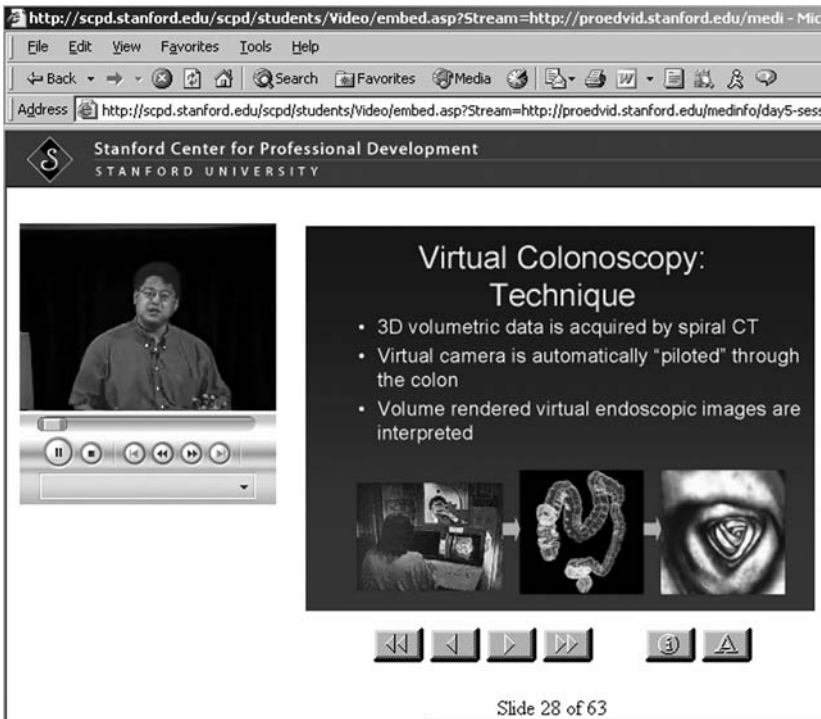 http://scpd.stanford.edu/scpd/students/Video/embed.asp?Stream=http://proedvid.stanford.edu/medi - Mic
File Edit View Favorites Tools Help
Back Search Favorites Media
Address http://scpd.stanford.edu/scpd/students/Video/embed.asp?Stream=http://proedvid.stanford.edu/medinfo/day5-sess
S Stanford Center for Professional Development
STANFORD UNIVERSITY
Virtual Colonoscopy:
Technique
• 3D volumetric data is acquired by spiral CT
• Virtual camera is automatically “piloted” through
the colon
• Volume rendered virtual endoscopic images are
interpreted
i A
Slide 28 of 63